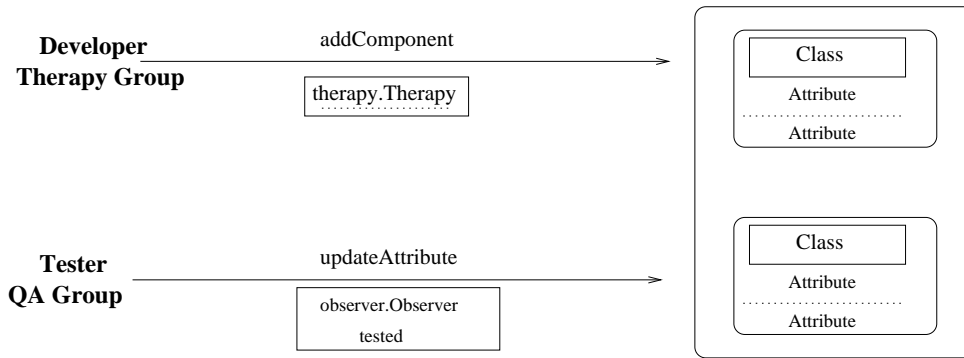 Developer
Therapy Group
addComponent
therapy.Therapy
Class
Attribute
Attribute
Tester
QA Group
updateAttribute
observer.Observer
tested
Class
Attribute
Attribute